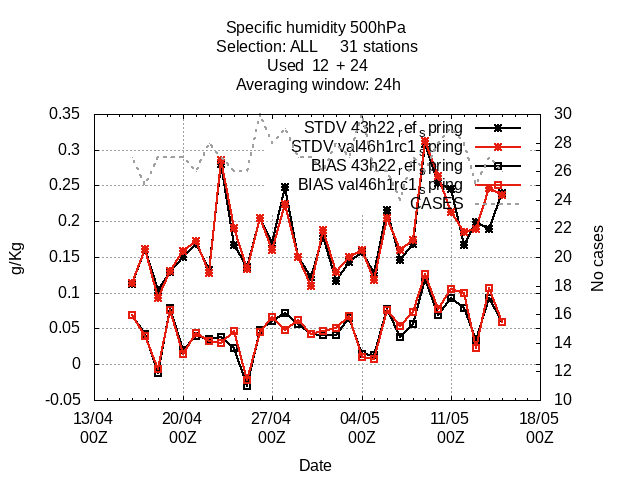 Specific humidity 500hPa
Selection: ALL 31 stations
Used 12 + 24
Averaging window: 24h
0.35
0.3
0.25
0.2
0.15
0.1
0.05
0
-0.05
g/Kg
STDV 43h22_ref_spring
STDV val46h1rc1_spring
BIAS 43h22_ref_spring
BIAS val46h1rc1_spring
CASES
30
28
26
24
22
20
18
16
14
12
10
No cases
13/04 20/04 27/04 04/05 11/05 18/05
00Z 00Z 00Z 00Z 00Z 00Z
Date